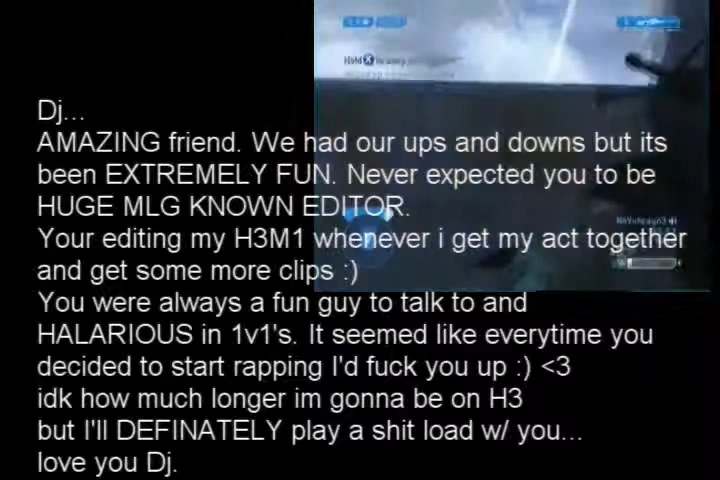 Hold X to
Dj...
AMAZING friend. We had our ups and downs but its
been EXTREMELY FUN. Never expected you to be
HUGE MLG KNOWN EDITOR.
Your editing my H3M1 whenever i get my act together
and get some more clips :)
You were always a fun guy to talk to and
HALARIOUS in 1v1's. It seemed like everytime you
decided to start rapping I'd fuck you up :) <3
idk how much longer im gonna be on H3
but I'll DEFINATELY play a shit load w/ you...
love you Dj.